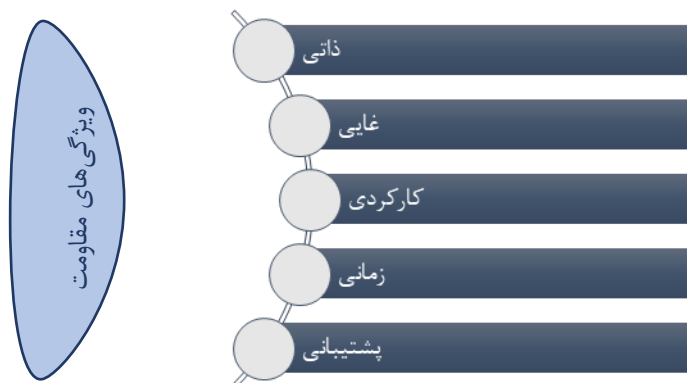 ویژگی‌های مقاومت
ذاتی
غایی
کارکردی
زمانی
پشتیبانی